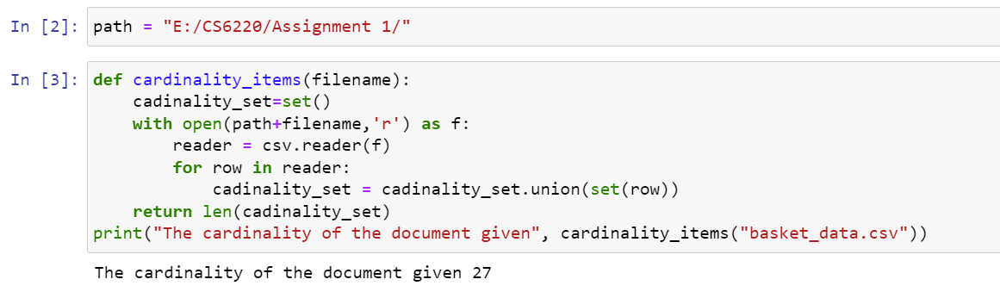 In [2]: path = "E:/CS6220/Assignment 1/"
In [3]: def cardinality_items(filename):
    cadinality_set=set()
    with open(path+filename,'r') as f:
        reader = csv.reader(f)
        for row in reader:
            cadinality_set = cadinality_set.union(set(row))
    return len(cadinality_set)
print("The cardinality of the document given", cardinality_items("basket_data.csv"))
The cardinality of the document given 27